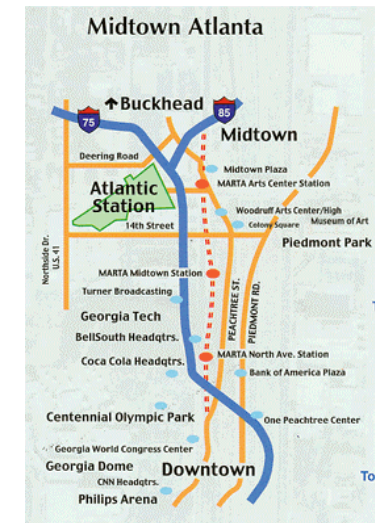 Midtown Atlanta
Buckhead
75
85
Midtown
Deering Road
Midtown Plaza
MARTA Arts Center Station
Atlantic
Station
Woodruff Arts Center/High
Museum of Art
Colony Square
14th Street
Piedmont Park
Northside Dr.
U.S. 41
MARTA Midtown Station
Turner Broadcasting
PEACHTREE ST.
PIEDMONT RD.
Georgia Tech
BellSouth Headqtrs.
Coca Cola Headqtrs.
MARTA North Ave. Station
Bank of America Plaza
Centennial Olympic Park
One Peachtree Center
Georgia World Congress Center
Georgia Dome
Downtown
CNN Headqtrs.
Philips Arena
To